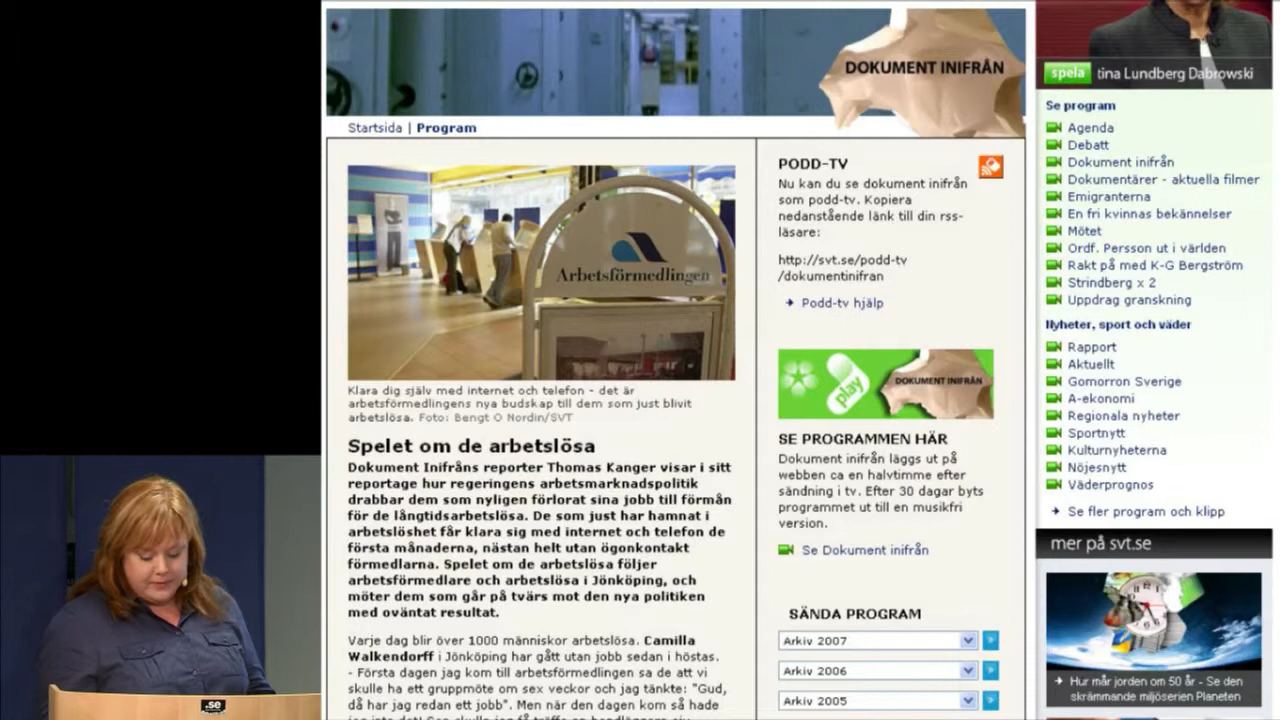 DOKUMENT INIFRÅN
Startsida | Program
Arbetsförmedlingen
Klara dig själv med internet och telefon - det är
arbetsförmedlingens nya budskap till dem som just blivit
arbetslösa. Foto: Bengt O Nordin/SVT
Spelet om de arbetslösa
Dokument Inifråns reporter Thomas Kanger visar i sitt
reportage hur regeringens arbetsmarknadspolitik
drabbar dem som nyligen förlorat sina jobb till förmån
för de långtidsarbetslösa. De som just har hamnat i
arbetslöshet får klara sig med internet och telefon de
första månaderna, nästan helt utan ögonkontakt
förmedlarna. Spelet om de arbetslösa följer
arbetsförmedlare och arbetslösa i Jönköping, och
möter dem som går på tvärs mot den nya politiken
med oväntat resultat.
Varje dag blir över 1000 människor arbetslösa. Camilla
Walkendorff i Jönköping har gått utan jobb sedan i höstas.
- Första dagen jag kom till arbetsförmedlingen sa de att vi
skulle ha ett gruppmöte om sex veckor och jag tänkte: "Gud,
då har jag redan ett jobb". Men när den dagen kom så hade
PODD-TV
Nu kan du se dokument inifrån
som podd-tv. Kopiera
nedanstående länk till din rss-
läsare:
http://svt.se/podd-tv
/dokumentinifran
Podd-tv hjälp
play
DOKUMENT INIFRÅN
SE PROGRAMMEN HÄR
Dokument inifrån läggs ut på
webben ca en halvtimme efter
sändning i tv. Efter 30 dagar byts
programmet ut till en musikfri
version.
Se Dokument inifrån
SÄNDA PROGRAM
Arkiv 2007
Arkiv 2006
Arkiv 2005
spela tina Lundberg Dabrowski
Se program
Agenda
Debatt
Dokument inifrån
Dokumentärer - aktuella filmer
Emigranterna
En fri kvinnas bekännelser
Mötet
Ordf. Persson ut i världen
Rakt på med K-G Bergström
Strindberg x 2
Uppdrag granskning
Nyheter, sport och väder
Rapport
Aktuellt
Gomorron Sverige
A-ekonomi
Regionala nyheter
Sportnytt
Kulturnyheterna
Nöjesnytt
Väderprognos
Se fler program och klipp
mer på svt.se
Hur mår jorden om 50 år - Se den
skrämmande miljöserien Planeten
.se